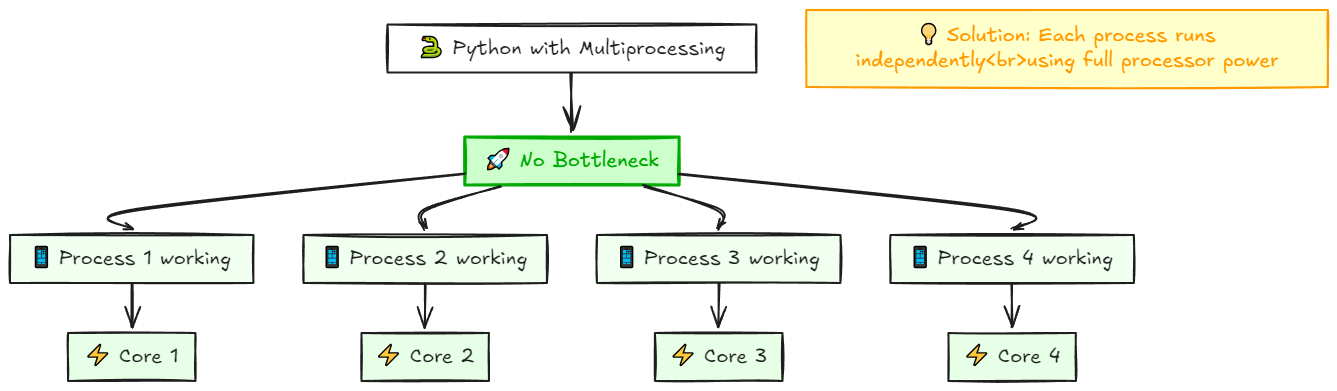 🐍 Python with Multiprocessing
💡 Solution: Each process runs
independently<br>using full processor power
🚀 No Bottleneck
📱 Process 1 working
📱 Process 2 working
📱 Process 3 working
📱 Process 4 working
⚡ Core 1
⚡ Core 2
⚡ Core 3
⚡ Core 4